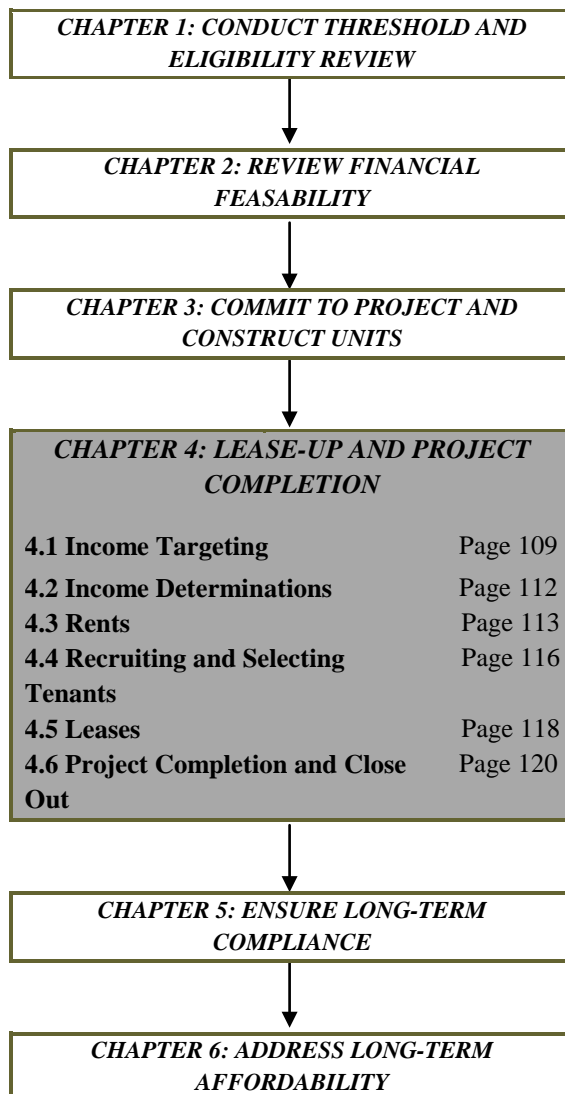 CHAPTER 1: CONDUCT THRESHOLD AND
ELIGIBILITY REVIEW
CHAPTER 2: REVIEW FINANCIAL
FEASABILITY
CHAPTER 3: COMMIT TO PROJECT AND
CONSTRUCT UNITS
CHAPTER 4: LEASE-UP AND PROJECT
COMPLETION
4.1 Income Targeting Page 109
4.2 Income Determinations Page 112
4.3 Rents Page 113
4.4 Recruiting and Selecting Page 116
Tenants
4.5 Leases Page 118
4.6 Project Completion and Close Page 120
Out
CHAPTER 5: ENSURE LONG-TERM
COMPLIANCE
CHAPTER 6: ADDRESS LONG-TERM
AFFORDABILITY